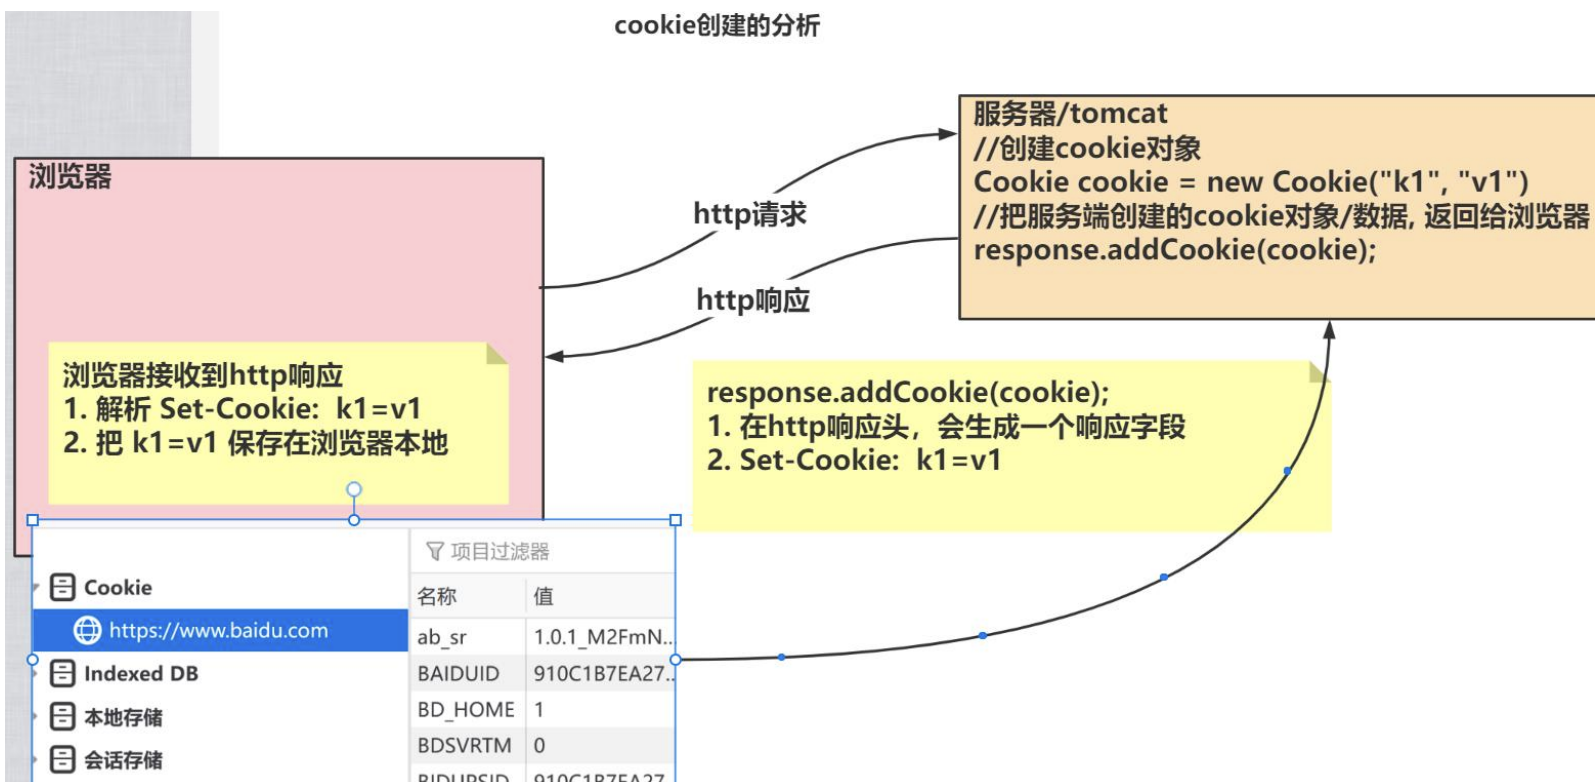 cookie创建的分析
浏览器
http请求
http响应
服务器/tomcat
//创建cookie对象
Cookie cookie = new Cookie("k1", "v1")
//把服务端创建的cookie对象/数据, 返回给浏览器
response.addCookie(cookie);
浏览器接收到http响应
1. 解析 Set-Cookie: k1=v1
2. 把 k1=v1 保存在浏览器本地
response.addCookie(cookie);
1. 在http响应头，会生成一个响应字段
2. Set-Cookie: k1=v1
Cookie
https://www.baidu.com
Indexed DB
本地存储
会话存储
项目过滤器
名称 值
ab_sr 1.0.1_M2FmN...
BAIDUID 910C1B7EA27...
BD_HOME 1
BDSVRTM 0
BIDUPSID 910C1B7EA27